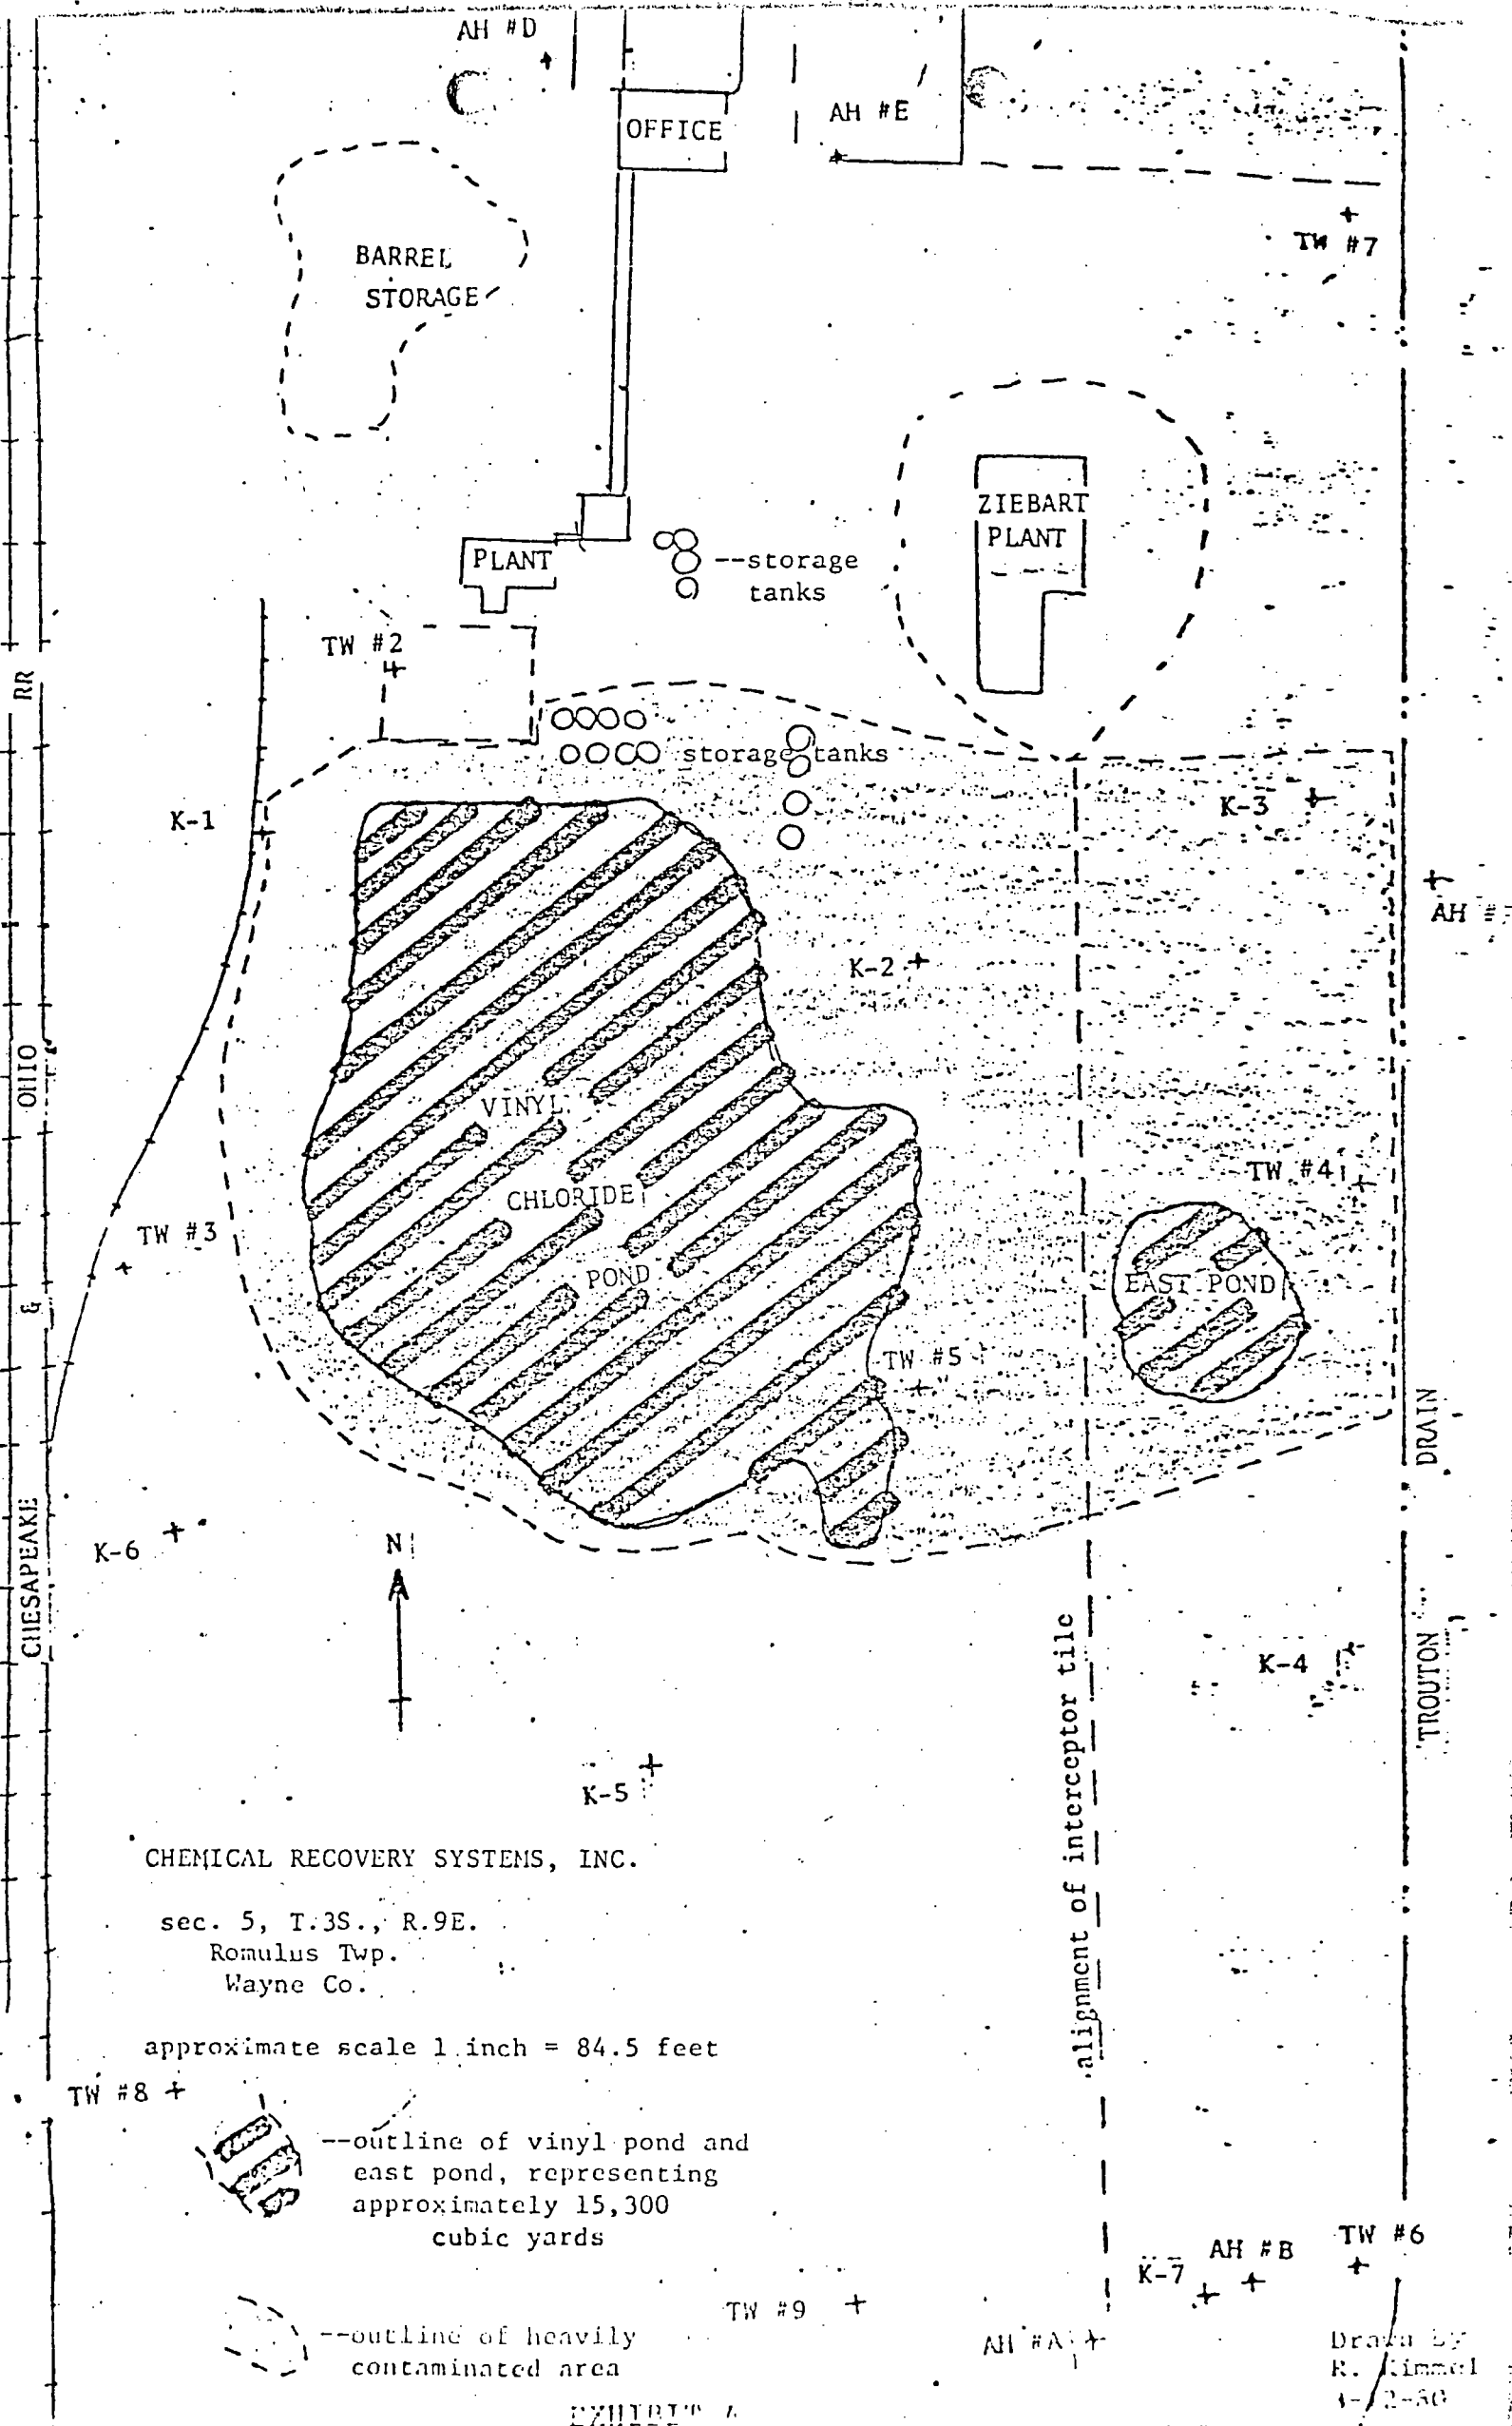 AH #D
OFFICE
AH #E
TW #7
BARREL
STORAGE
ZIEBART
PLANT
PLANT
--storage
tanks
TW #2
RR
storage tanks
K-1
K-3
AH
K-2
OHIO
VINYL
CHLORIDE
POND
TW #4
TW #3
EAST POND
&
TW #5
DRAIN
CHESAPEAKE
K-6
N
alignment of interceptor tile
K-4
TROUTON
K-5
CHEMICAL RECOVERY SYSTEMS, INC.
sec. 5, T.3S., R.9E.
Romulus Twp.
Wayne Co.
approximate scale 1 inch = 84.5 feet
TW #8
--outline of vinyl pond and
east pond, representing
approximately 15,300
cubic yards
TW #6
AH #B
K-7
TW #9
AH #A
--outline of heavily
contaminated area
Drawn by
R. Kimmel
EXHIBIT A